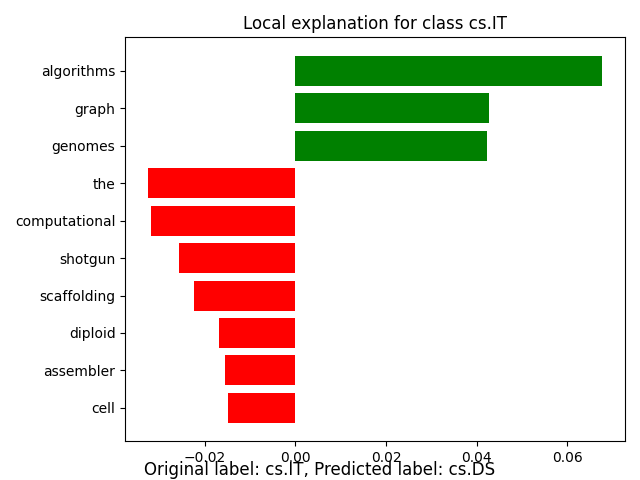 Local explanation for class cs.IT
algorithms
graph
genomes
the
computational
shotgun
scaffolding
diploid
assembler
cell
−0.02 0.00 0.02 0.04 0.06
Original label: cs.IT, Predicted label: cs.DS